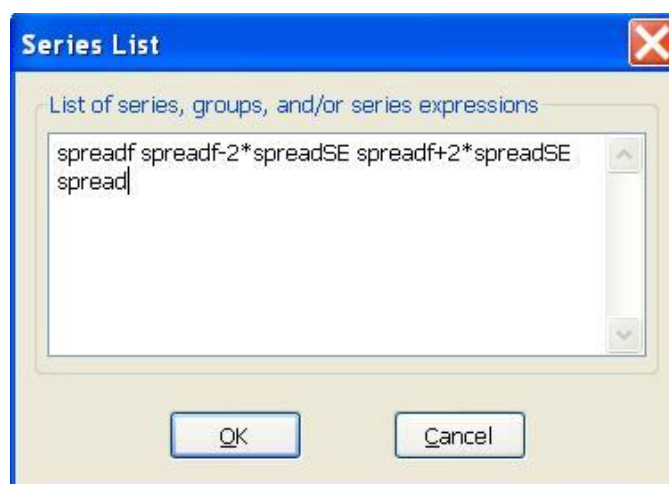 Series List
List of series, groups, and/or series expressions
spreadf spreadf-2*spreadSE spreadf+2*spreadSE
spread
OK
Cancel